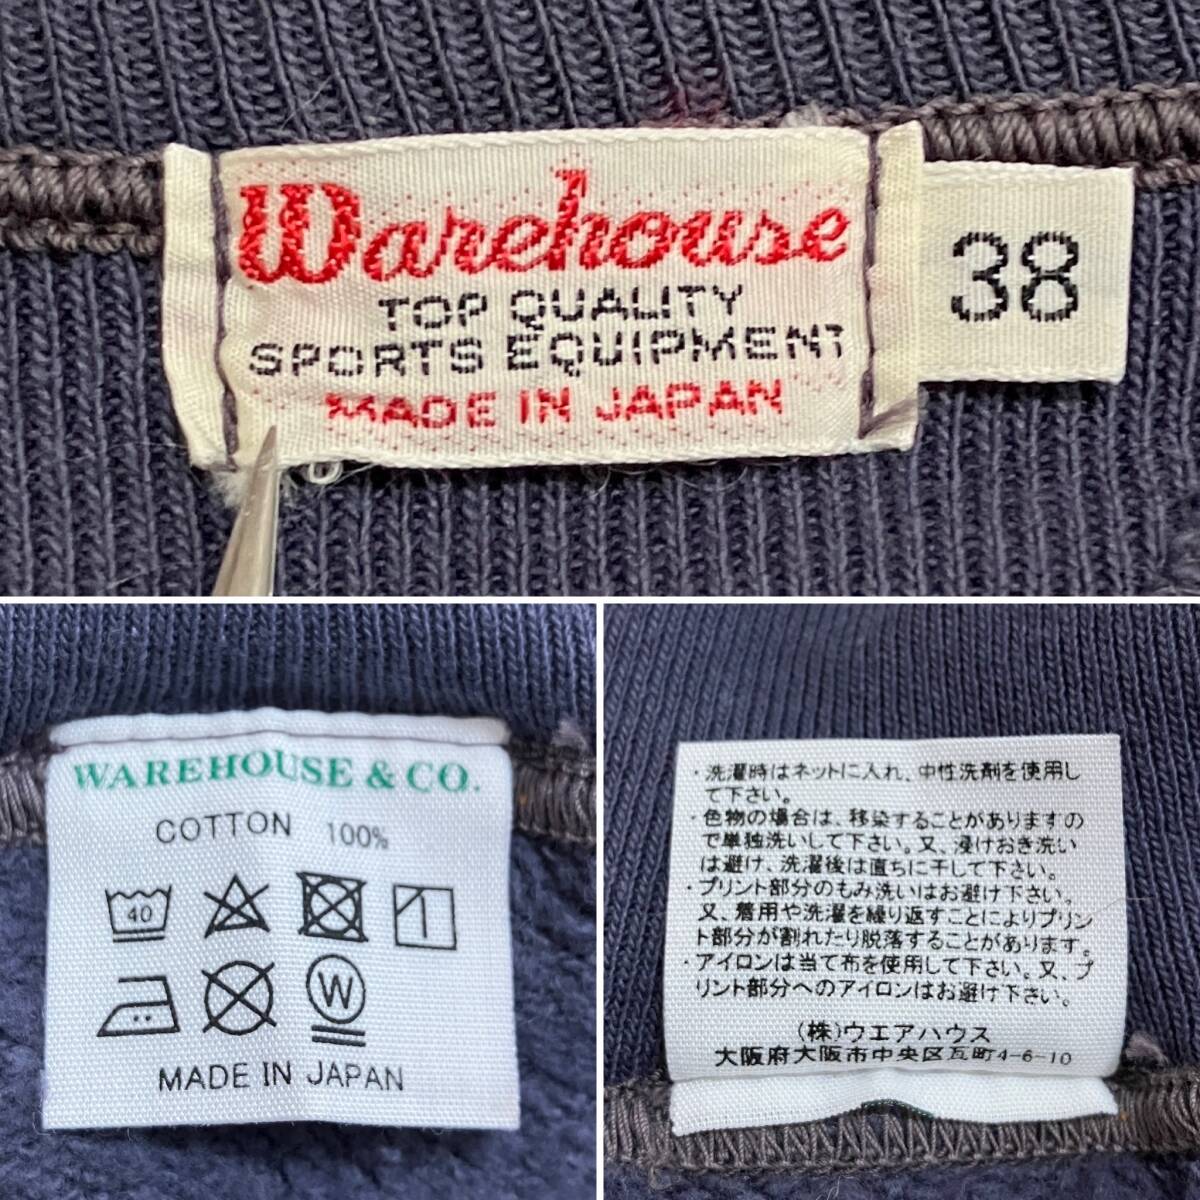 Warehouse
TOP QUALITY
SPORTS EQUIPMENT
MADE IN JAPAN
38
WAREHOUSE & CO.
COTTON 100%
40
W
MADE IN JAPAN
・洗濯時はネットに入れ、中性洗剤を使用し
て下さい。
・色物の場合は、移染することがありますの
で単独洗いして下さい。又、浸けおき洗い
は避け、洗濯後は直ちに干して下さい。
・プリント部分のもみ洗いはお避け下さい。
又、着用や洗濯を繰り返すことによりプリン
ト部分が割れたり脱落することがあります。
・アイロンは当て布を使用して下さい。又、プ
リント部分へのアイロンはお避け下さい。
(株)ウエアハウス
大阪府大阪市中央区瓦町4-6-10